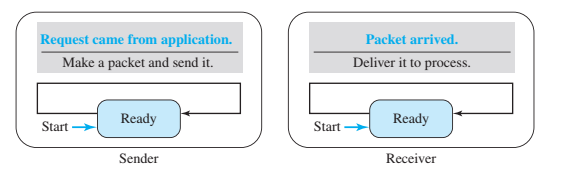 Request came from application.
Make a packet and send it.
Start
Ready
Sender
Packet arrived.
Deliver it to process.
Start
Ready
Receiver